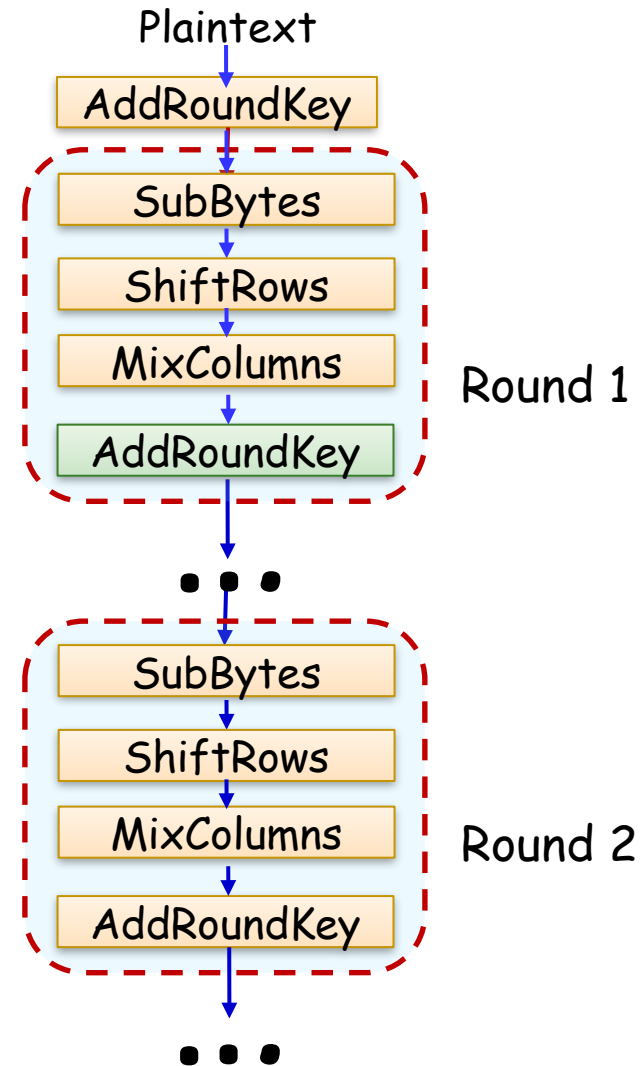 Plaintext
AddRoundKey
SubBytes
ShiftRows
MixColumns
Round 1
AddRoundKey
...
SubBytes
ShiftRows
MixColumns
Round 2
AddRoundKey
...